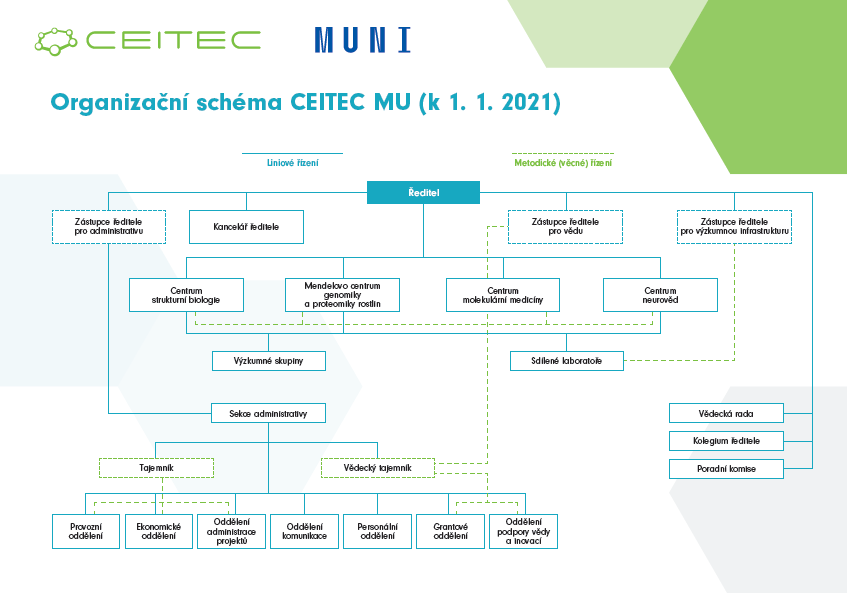 CEITEC
MUNI
Organizační schéma CEITEC MU (k 1. 1. 2021)
Liniové řízení
Metodické (věcné) řízení
Ředitel
Zástupce ředitele
pro administrativu
Kancelář ředitele
Zástupce ředitele
pro vědu
Zástupce ředitele
pro výzkumnou infrastrukturu
Centrum
strukturní biologie
Mendelovo centrum
genomiky
a proteomiky rostlin
Centrum
molekulární medicíny
Centrum
neurověd
Výzkumné skupiny
Sdílené laboratoře
Sekce administrativy
Vědecká rada
Kolegium ředitele
Poradní komise
Tajemník
Vědecký tajemník
Provozní
oddělení
Ekonomické
oddělení
Oddělení
administrace
projektů
Oddělení
komunikace
Personální
oddělení
Grantové
oddělení
Oddělení
podpory vědy
a inovací